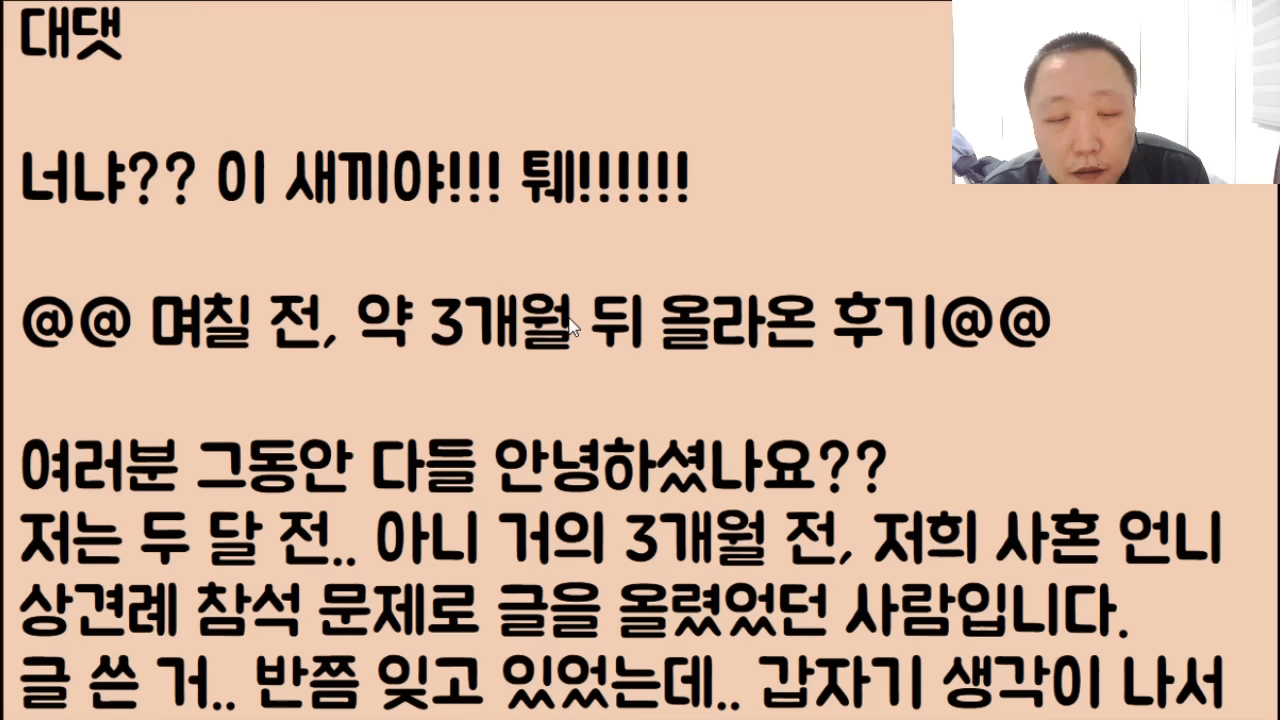 대댓
너냐?? 이 새끼야!!! 퉤!!!!!!
@@ 며칠 전, 약 3개월 뒤 올라온 후기@@
여러분 그동안 다들 안녕하셨나요??
저는 두 달 전.. 아니 거의 3개월 전, 저희 사혼 언니
상견례 참석 문제로 글을 올렸었던 사람입니다.
글 쓴 거.. 반쯤 잊고 있었는데.. 갑자기 생각이 나서